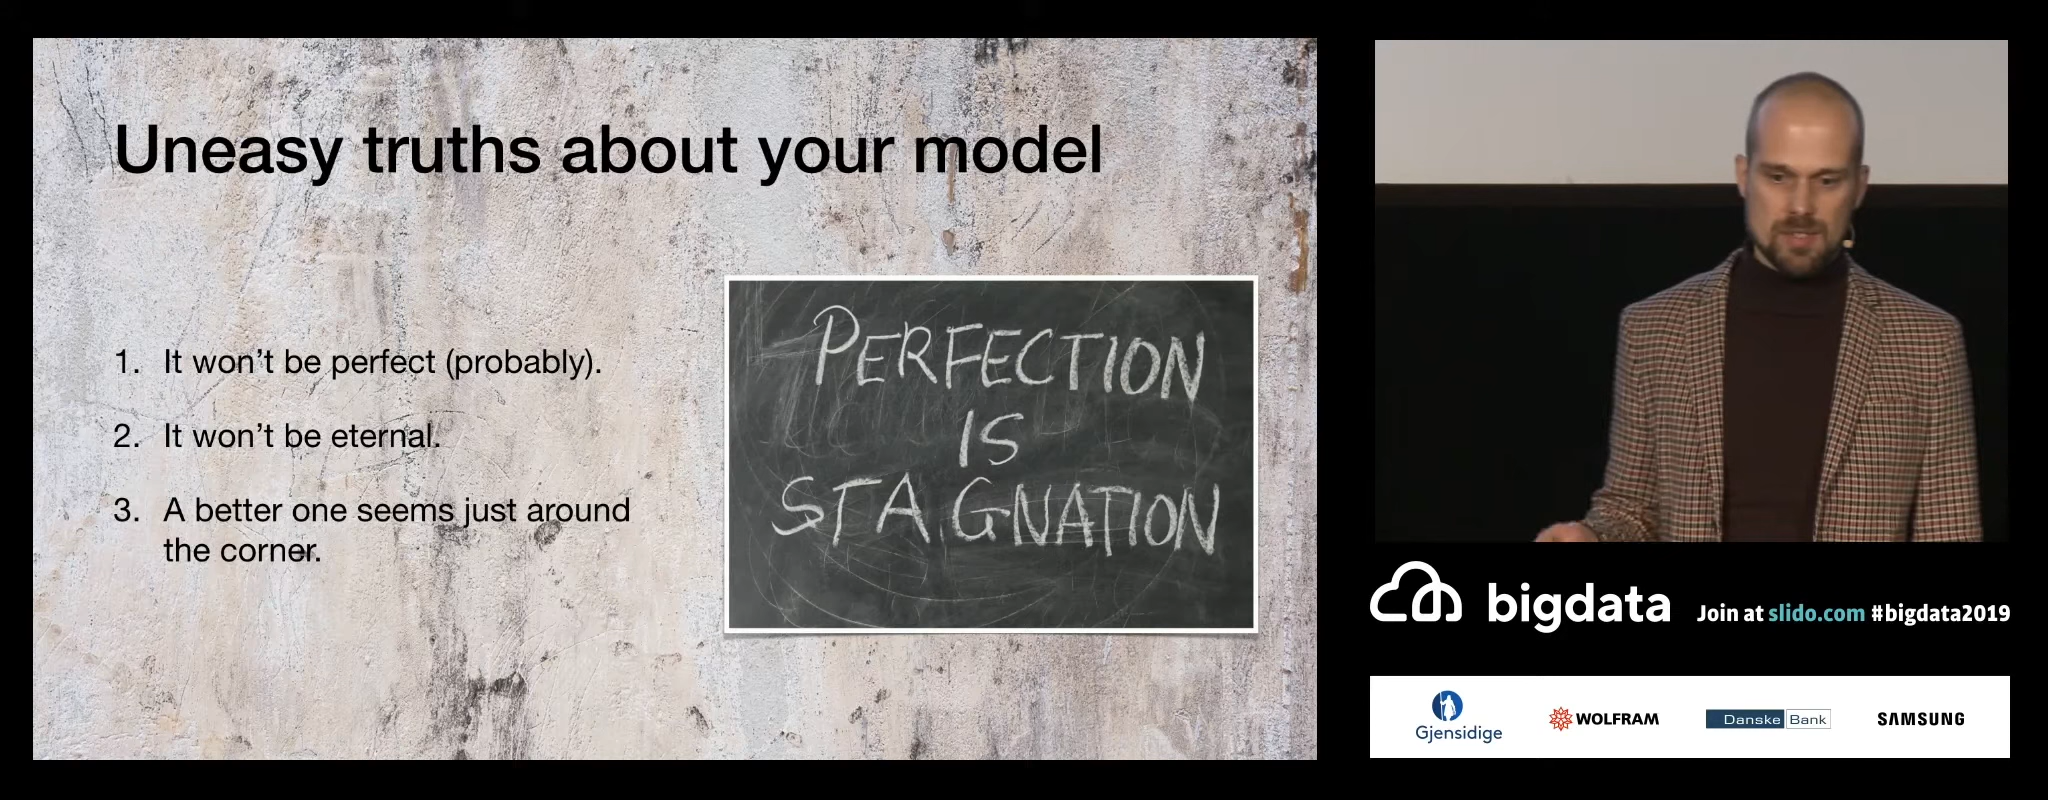 Uneasy truths about your model
1. It won't be perfect (probably).
2. It won't be eternal.
3. A better one seems just around
the corner.
PERFECTION
IS
STAGNATION
bigdata
Join at slido.com #bigdata2019
Gjensidige
WOLFRAM
Danske Bank
SAMSUNG